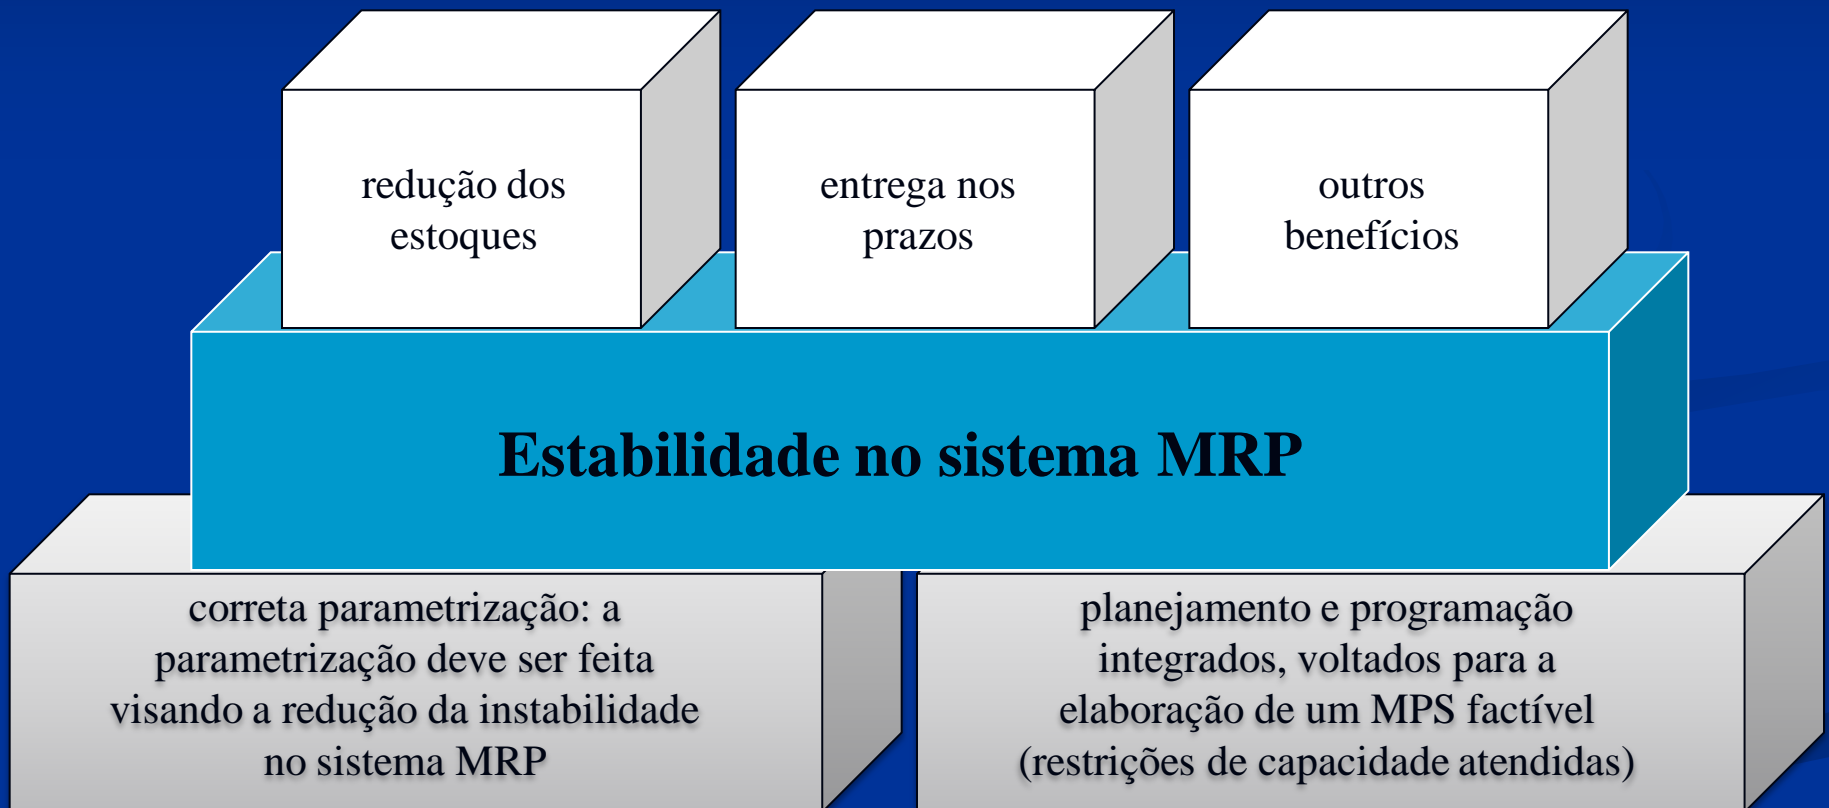 redução dos
estoques
entrega nos
prazos
outros
benefícios
Estabilidade no sistema MRP
correta parametrização: a
parametrização deve ser feita
visando a redução da instabilidade
no sistema MRP
planejamento e programação
integrados, voltados para a
elaboração de um MPS factível
(restrições de capacidade atendidas)